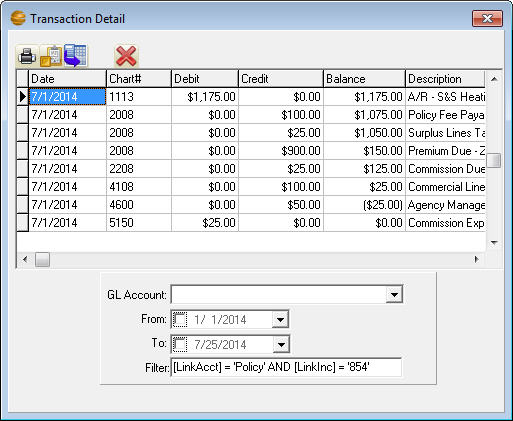 Transaction Detail
Date Chart# Debit Credit Balance Description
7/1/2014 1113 $1,175.00 $0.00 $1,175.00 A/R - S&S Heati
7/1/2014 2008 $0.00 $100.00 $1,075.00 Policy Fee Paya
7/1/2014 2008 $0.00 $25.00 $1,050.00 Surplus Lines Ta
7/1/2014 2008 $0.00 $900.00 $150.00 Premium Due - Z
7/1/2014 2208 $0.00 $25.00 $125.00 Commission Due
7/1/2014 4108 $0.00 $100.00 $25.00 Commercial Line
7/1/2014 4600 $0.00 $50.00 ($25.00) Agency Manage
7/1/2014 5150 $25.00 $0.00 $0.00 Commission Exp
GL Account:
From: 1/ 1/2014
To: 7/25/2014
Filter: [LinkAcct] = 'Policy' AND [LinkInc] = '854'